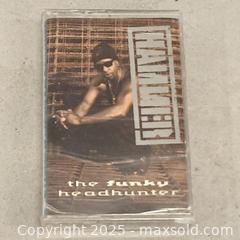 HAMMER
the funky
headhunter
Copyright 2025 - maxsold.com